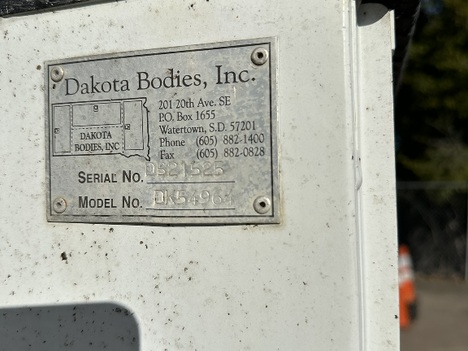 Dakota Bodies, Inc.
DAKOTA
BODIES, INC
201 20th Ave. SE
P.O. Box 1655
Watertown, S.D. 57201
Phone (605) 882-1400
Fax (605) 882-0828
SERIAL NO.
MODEL NO.